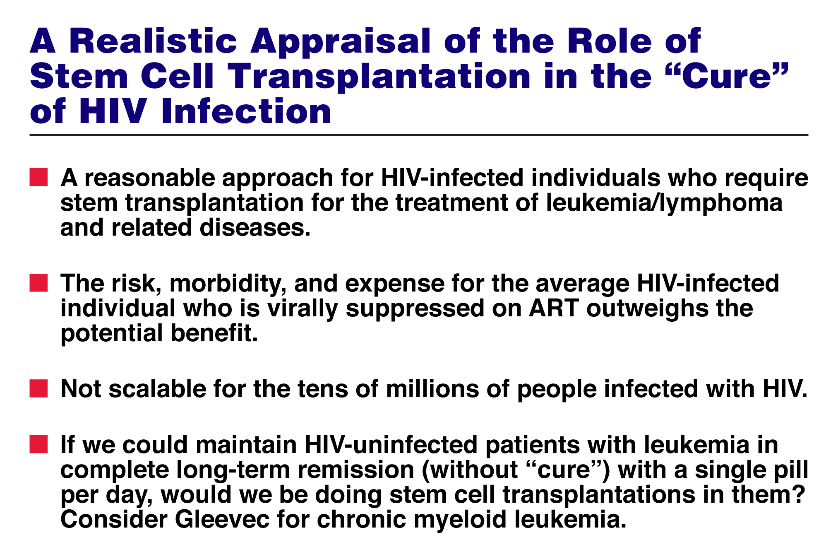 A Realistic Appraisal of the Role of
Stem Cell Transplantation in the “Cure”
of HIV Infection
A reasonable approach for HIV-infected individuals who require
stem transplantation for the treatment of leukemia/lymphoma
and related diseases.
The risk, morbidity, and expense for the average HIV-infected
individual who is virally suppressed on ART outweighs the
potential benefit.
Not scalable for the tens of millions of people infected with HIV.
If we could maintain HIV-uninfected patients with leukemia in
complete long-term remission (without “cure”) with a single pill
per day, would we be doing stem cell transplantations in them?
Consider Gleevec for chronic myeloid leukemia.